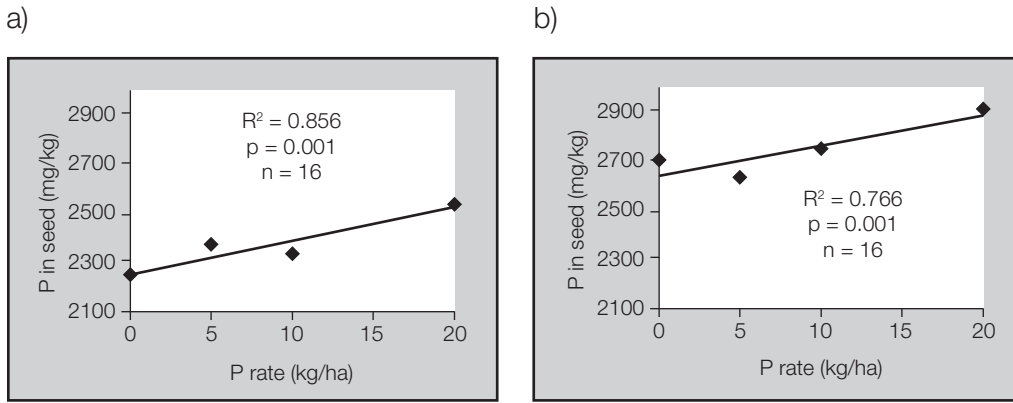 a)
2900
2700
2500
2300
2100
P in seed (mg/kg)
R² = 0.856
p = 0.001
n = 16
0 5 10 15 20
P rate (kg/ha)
b)
2900
2700
2500
2300
2100
P in seed (mg/kg)
R² = 0.766
p = 0.001
n = 16
0 5 10 15 20
P rate (kg/ha)